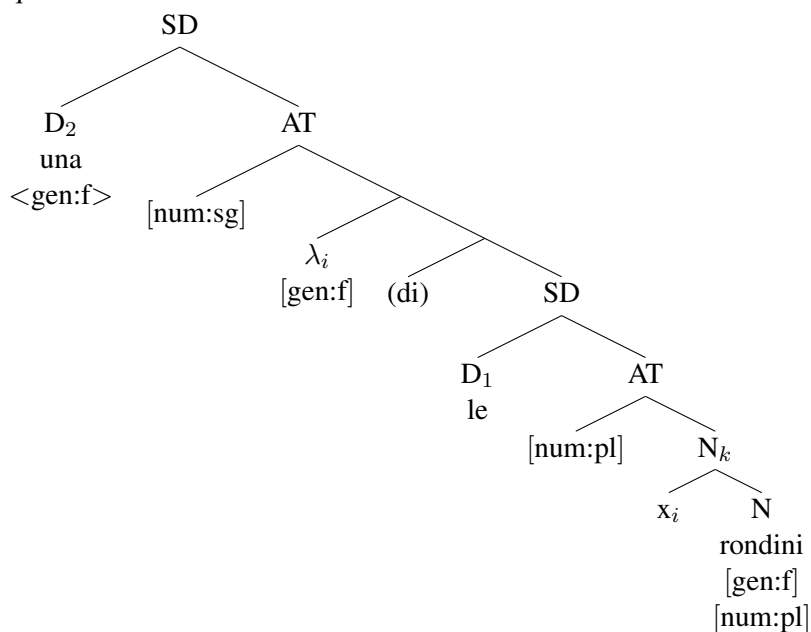 SD
D₂ AT
una
<gen:f> [num:sg]
λᵢ
[gen:f] (di) SD
D₁ AT
le
[num:pl] Nₖ
xᵢ N
rondini
[gen:f]
[num:pl]